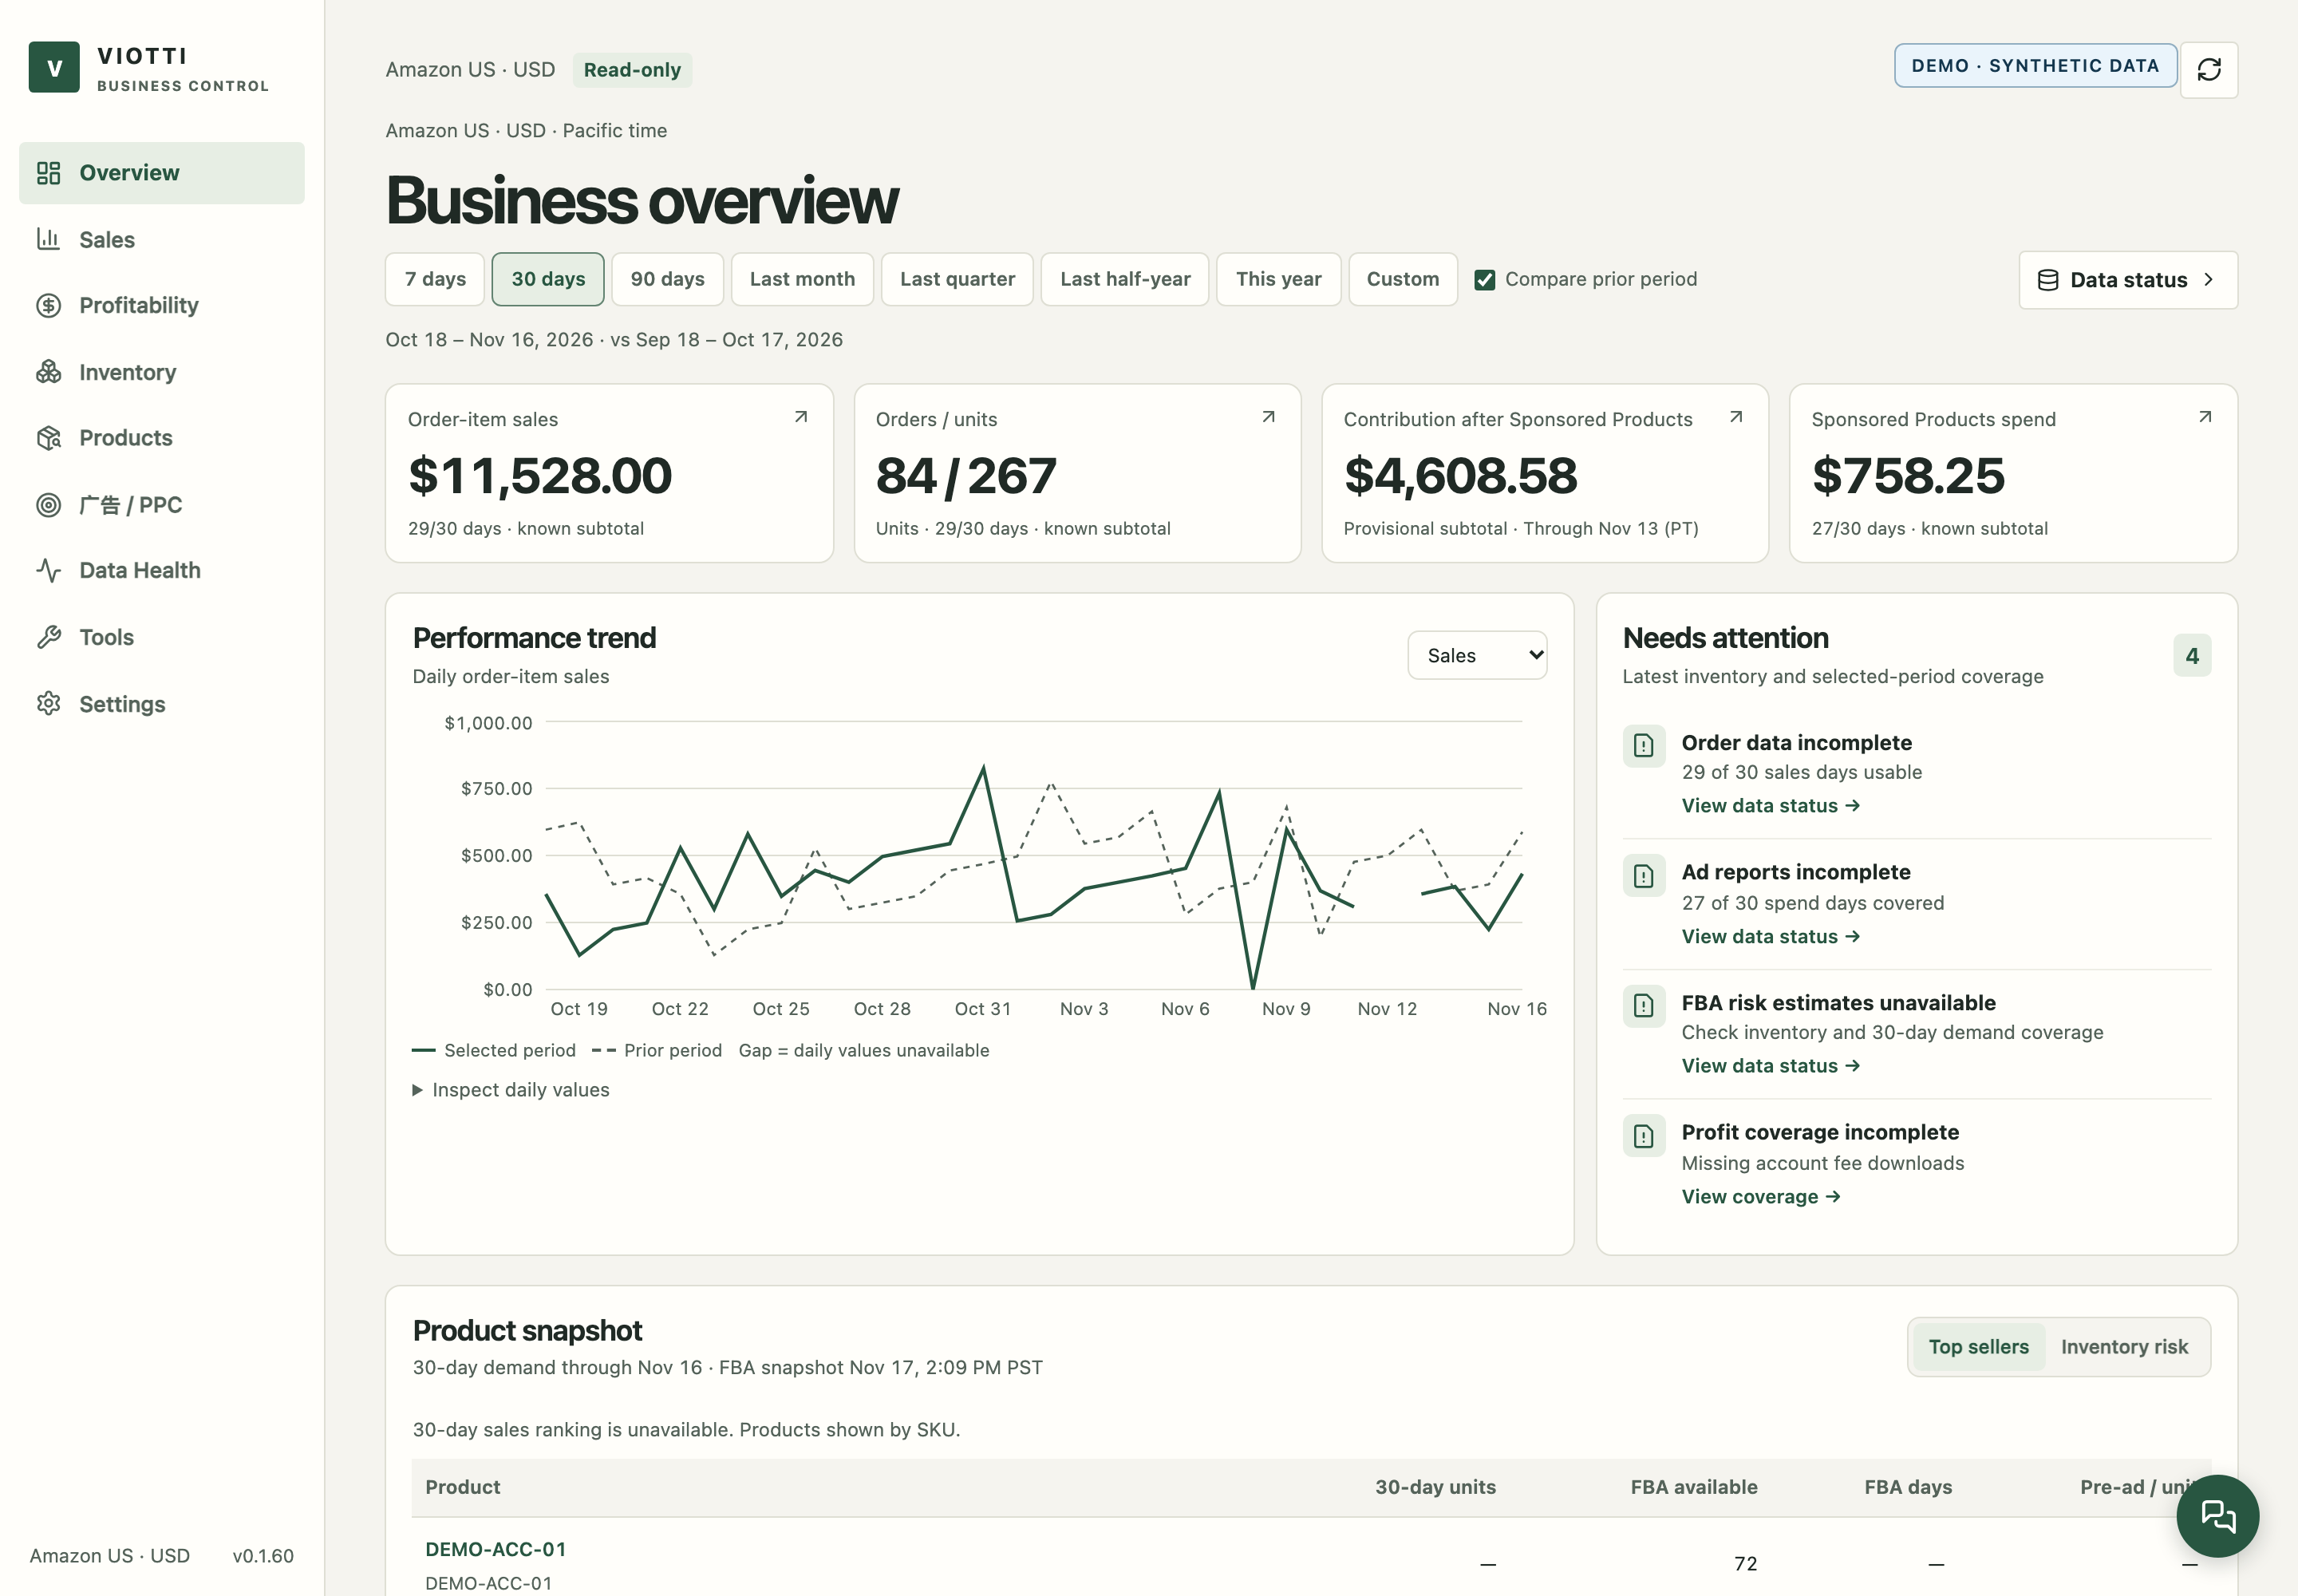 V
VIOTTI
BUSINESS CONTROL
Overview
Sales
Profitability
Inventory
Products
广告 / PPC
Data Health
Tools
Settings
Amazon US · USD
v0.1.60
Amazon US · USD
Read-only
DEMO · SYNTHETIC DATA
Amazon US · USD · Pacific time
Business overview
7 days
30 days
90 days
Last month
Last quarter
Last half-year
This year
Custom
Compare prior period
Data status
Oct 18 – Nov 16, 2026 · vs Sep 18 – Oct 17, 2026
Order-item sales
$11,528.00
29/30 days · known subtotal
Orders / units
84 / 267
Units · 29/30 days · known subtotal
Contribution after Sponsored Products
$4,608.58
Provisional subtotal · Through Nov 13 (PT)
Sponsored Products spend
$758.25
27/30 days · known subtotal
Performance trend
Daily order-item sales
Sales
$1,000.00
$750.00
$500.00
$250.00
$0.00
Oct 19
Oct 22
Oct 25
Oct 28
Oct 31
Nov 3
Nov 6
Nov 9
Nov 12
Nov 16
Selected period
Prior period
Gap = daily values unavailable
Inspect daily values
Needs attention
Latest inventory and selected-period coverage
4
Order data incomplete
29 of 30 sales days usable
View data status →
Ad reports incomplete
27 of 30 spend days covered
View data status →
FBA risk estimates unavailable
Check inventory and 30-day demand coverage
View data status →
Profit coverage incomplete
Missing account fee downloads
View coverage →
Product snapshot
30-day demand through Nov 16 · FBA snapshot Nov 17, 2:09 PM PST
Top sellers
Inventory risk
30-day sales ranking is unavailable. Products shown by SKU.
Product
30-day units
FBA available
FBA days
Pre-ad /
DEMO-ACC-01
DEMO-ACC-01
—
72
—
—